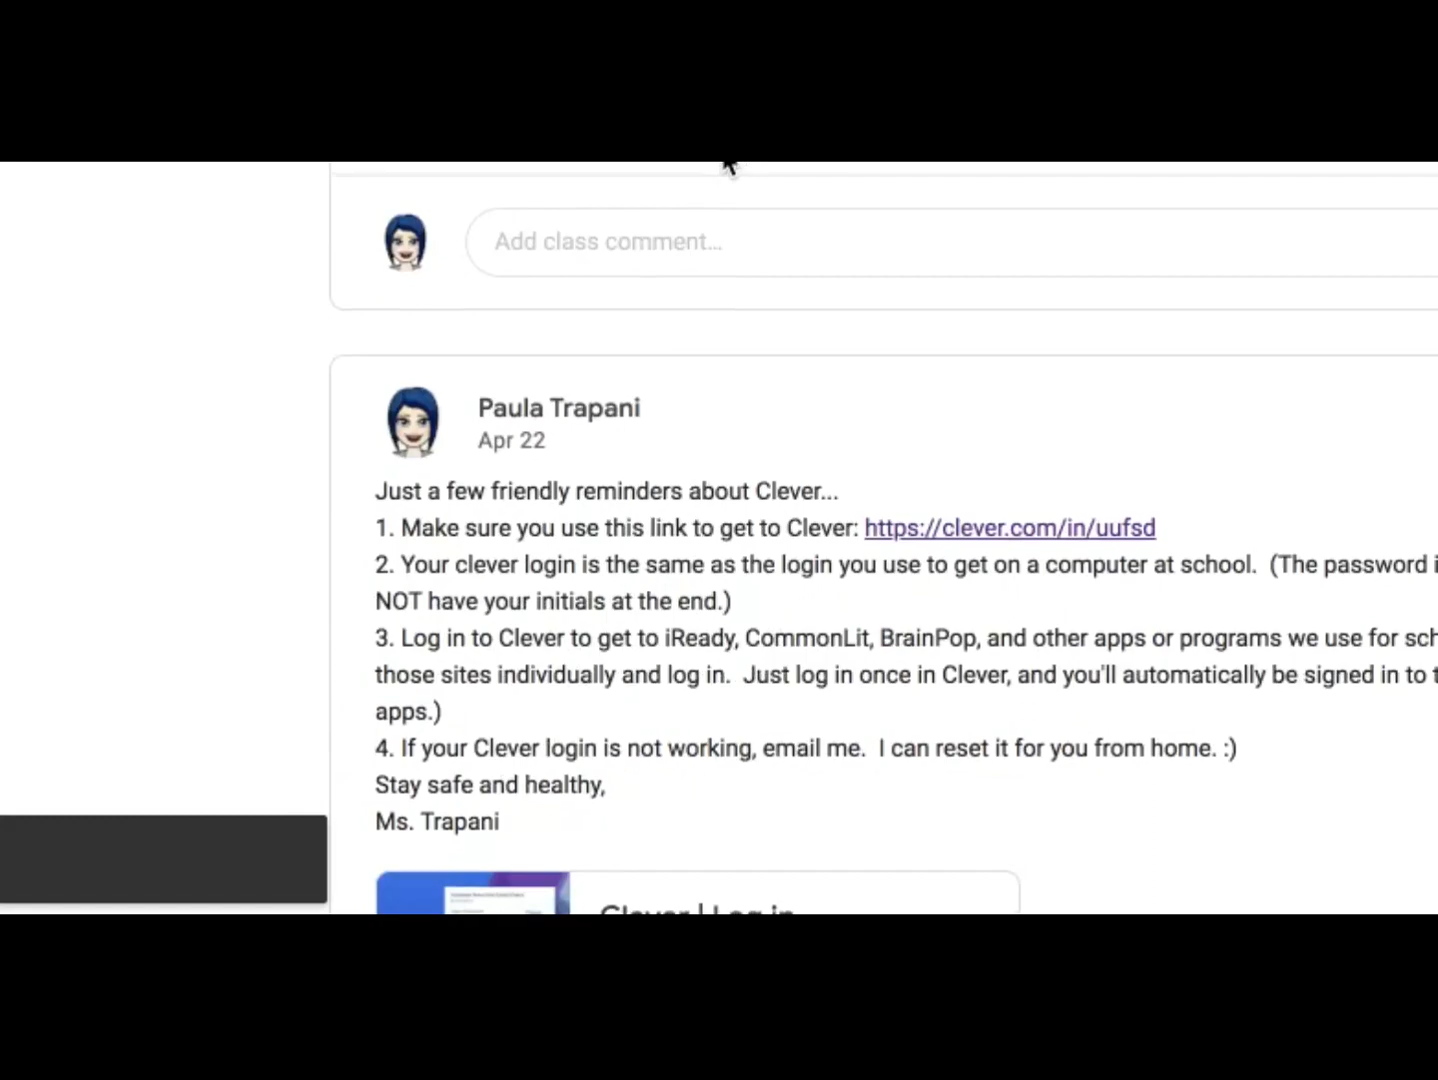 Add class comment...
Paula Trapani
Apr 22
Just a few friendly reminders about Clever...
1. Make sure you use this link to get to Clever: https://clever.com/in/uufsd
2. Your clever login is the same as the login you use to get on a computer at school.  (The password i
NOT have your initials at the end.)
3. Log in to Clever to get to iReady, CommonLit, BrainPop, and other apps or programs we use for sch
those sites individually and log in.  Just log in once in Clever, and you'll automatically be signed in to t
apps.)
4. If your Clever login is not working, email me.  I can reset it for you from home. :)
Stay safe and healthy,
Ms. Trapani
Clever | Log in